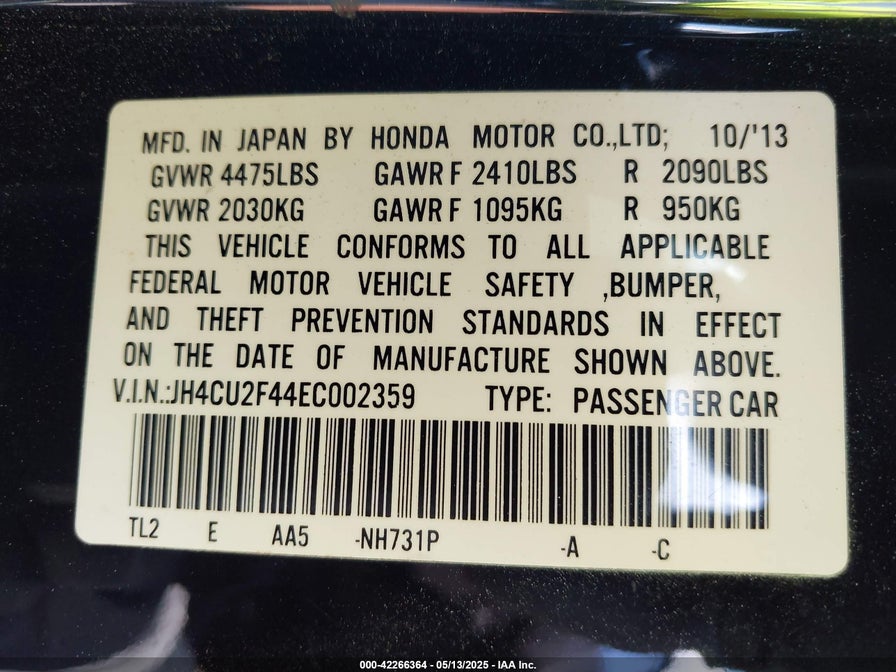 MFD. IN JAPAN BY HONDA MOTOR CO.,LTD; 10/'13
GVWR 4475LBS GAWR F 2410LBS R 2090LBS
GVWR 2030KG GAWR F 1095KG R 950KG
THIS VEHICLE CONFORMS TO ALL APPLICABLE
FEDERAL MOTOR VEHICLE SAFETY ,BUMPER,
AND THEFT PREVENTION STANDARDS IN EFFECT
ON THE DATE OF MANUFACTURE SHOWN ABOVE.
V.I.N.:JH4CU2F44EC002359 TYPE: PASSENGER CAR
TL2 E AA5 -NH731P -A -C
000-42266364 - 05/13/2025 - IAA Inc.